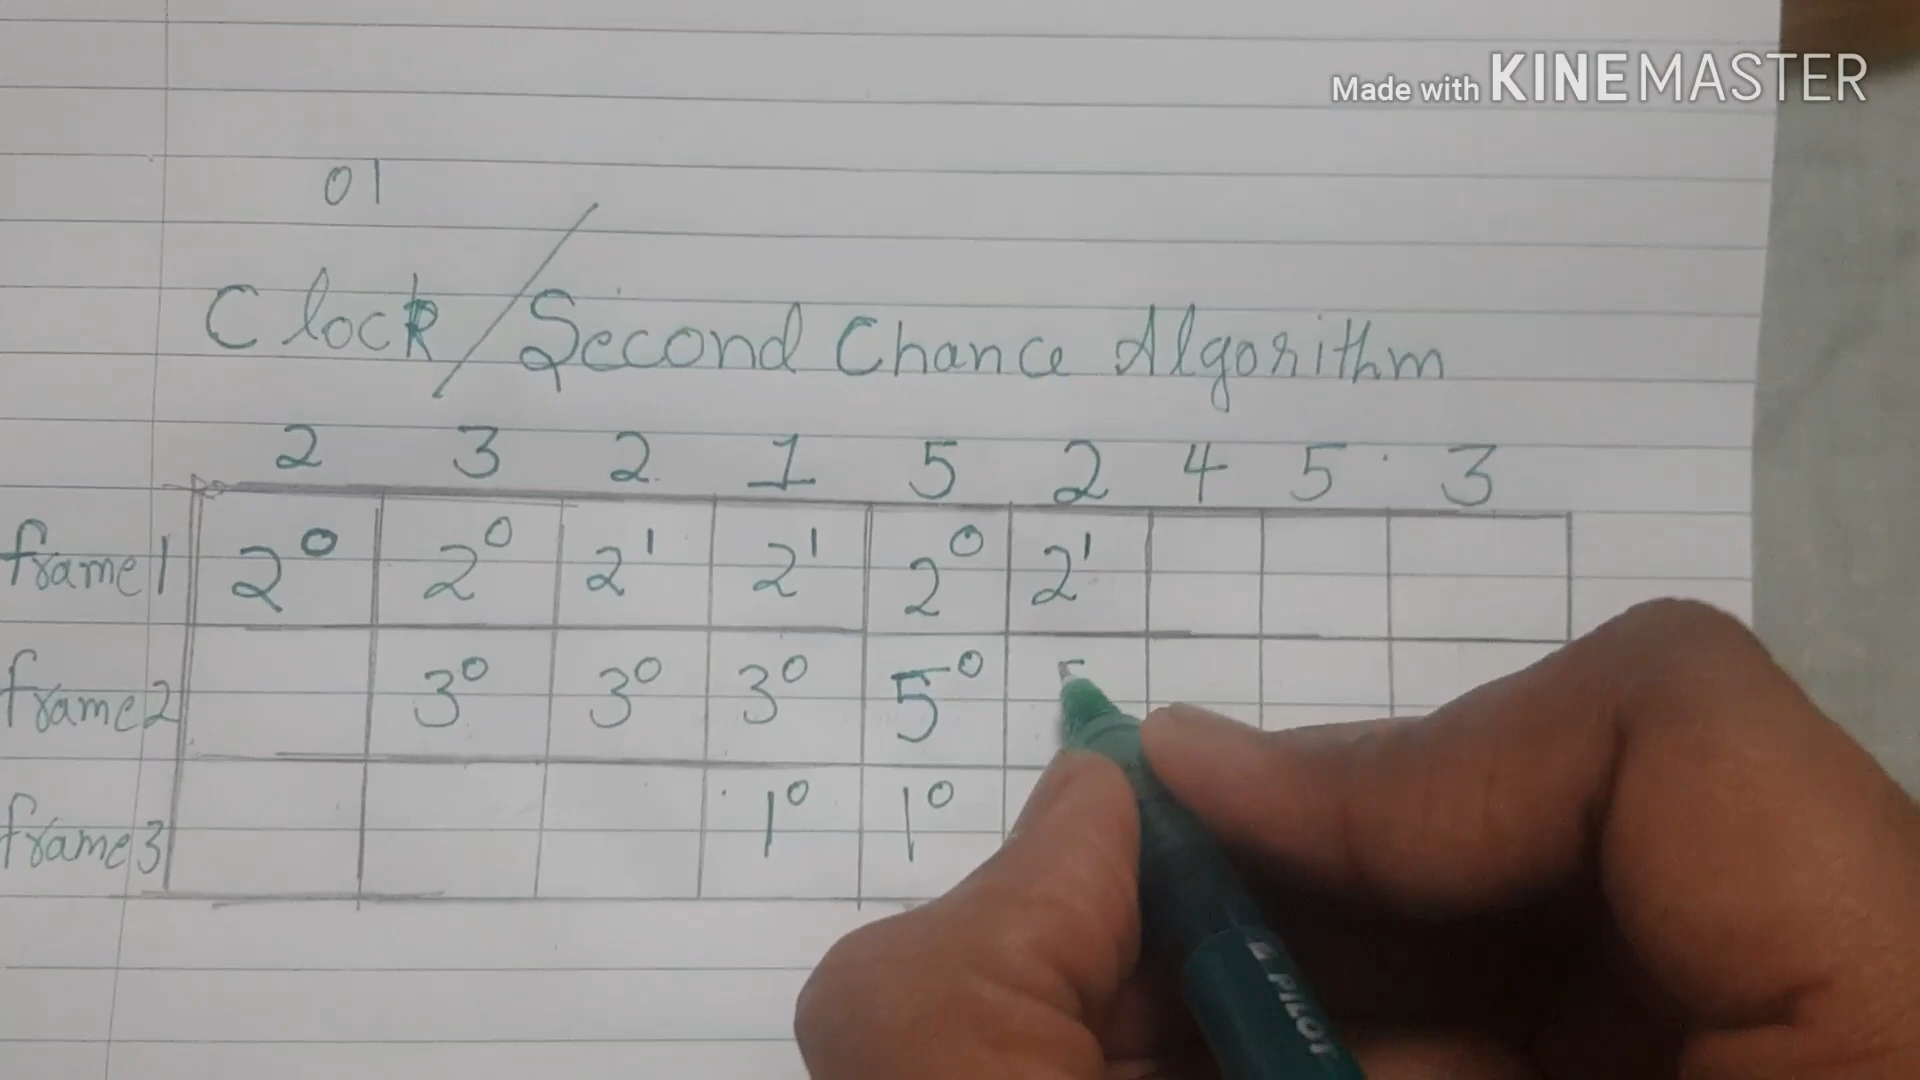 Made with KINEMASTER
01
Clock/Second Chance Algorithm
2 3 2 1 5 2 4 5 3
frame1 2⁰ 2⁰ 2¹ 2¹ 2⁰ 2¹
frame2 3⁰ 3⁰ 3⁰ 5⁰ 5
frame3 1⁰ 1⁰
PILOT